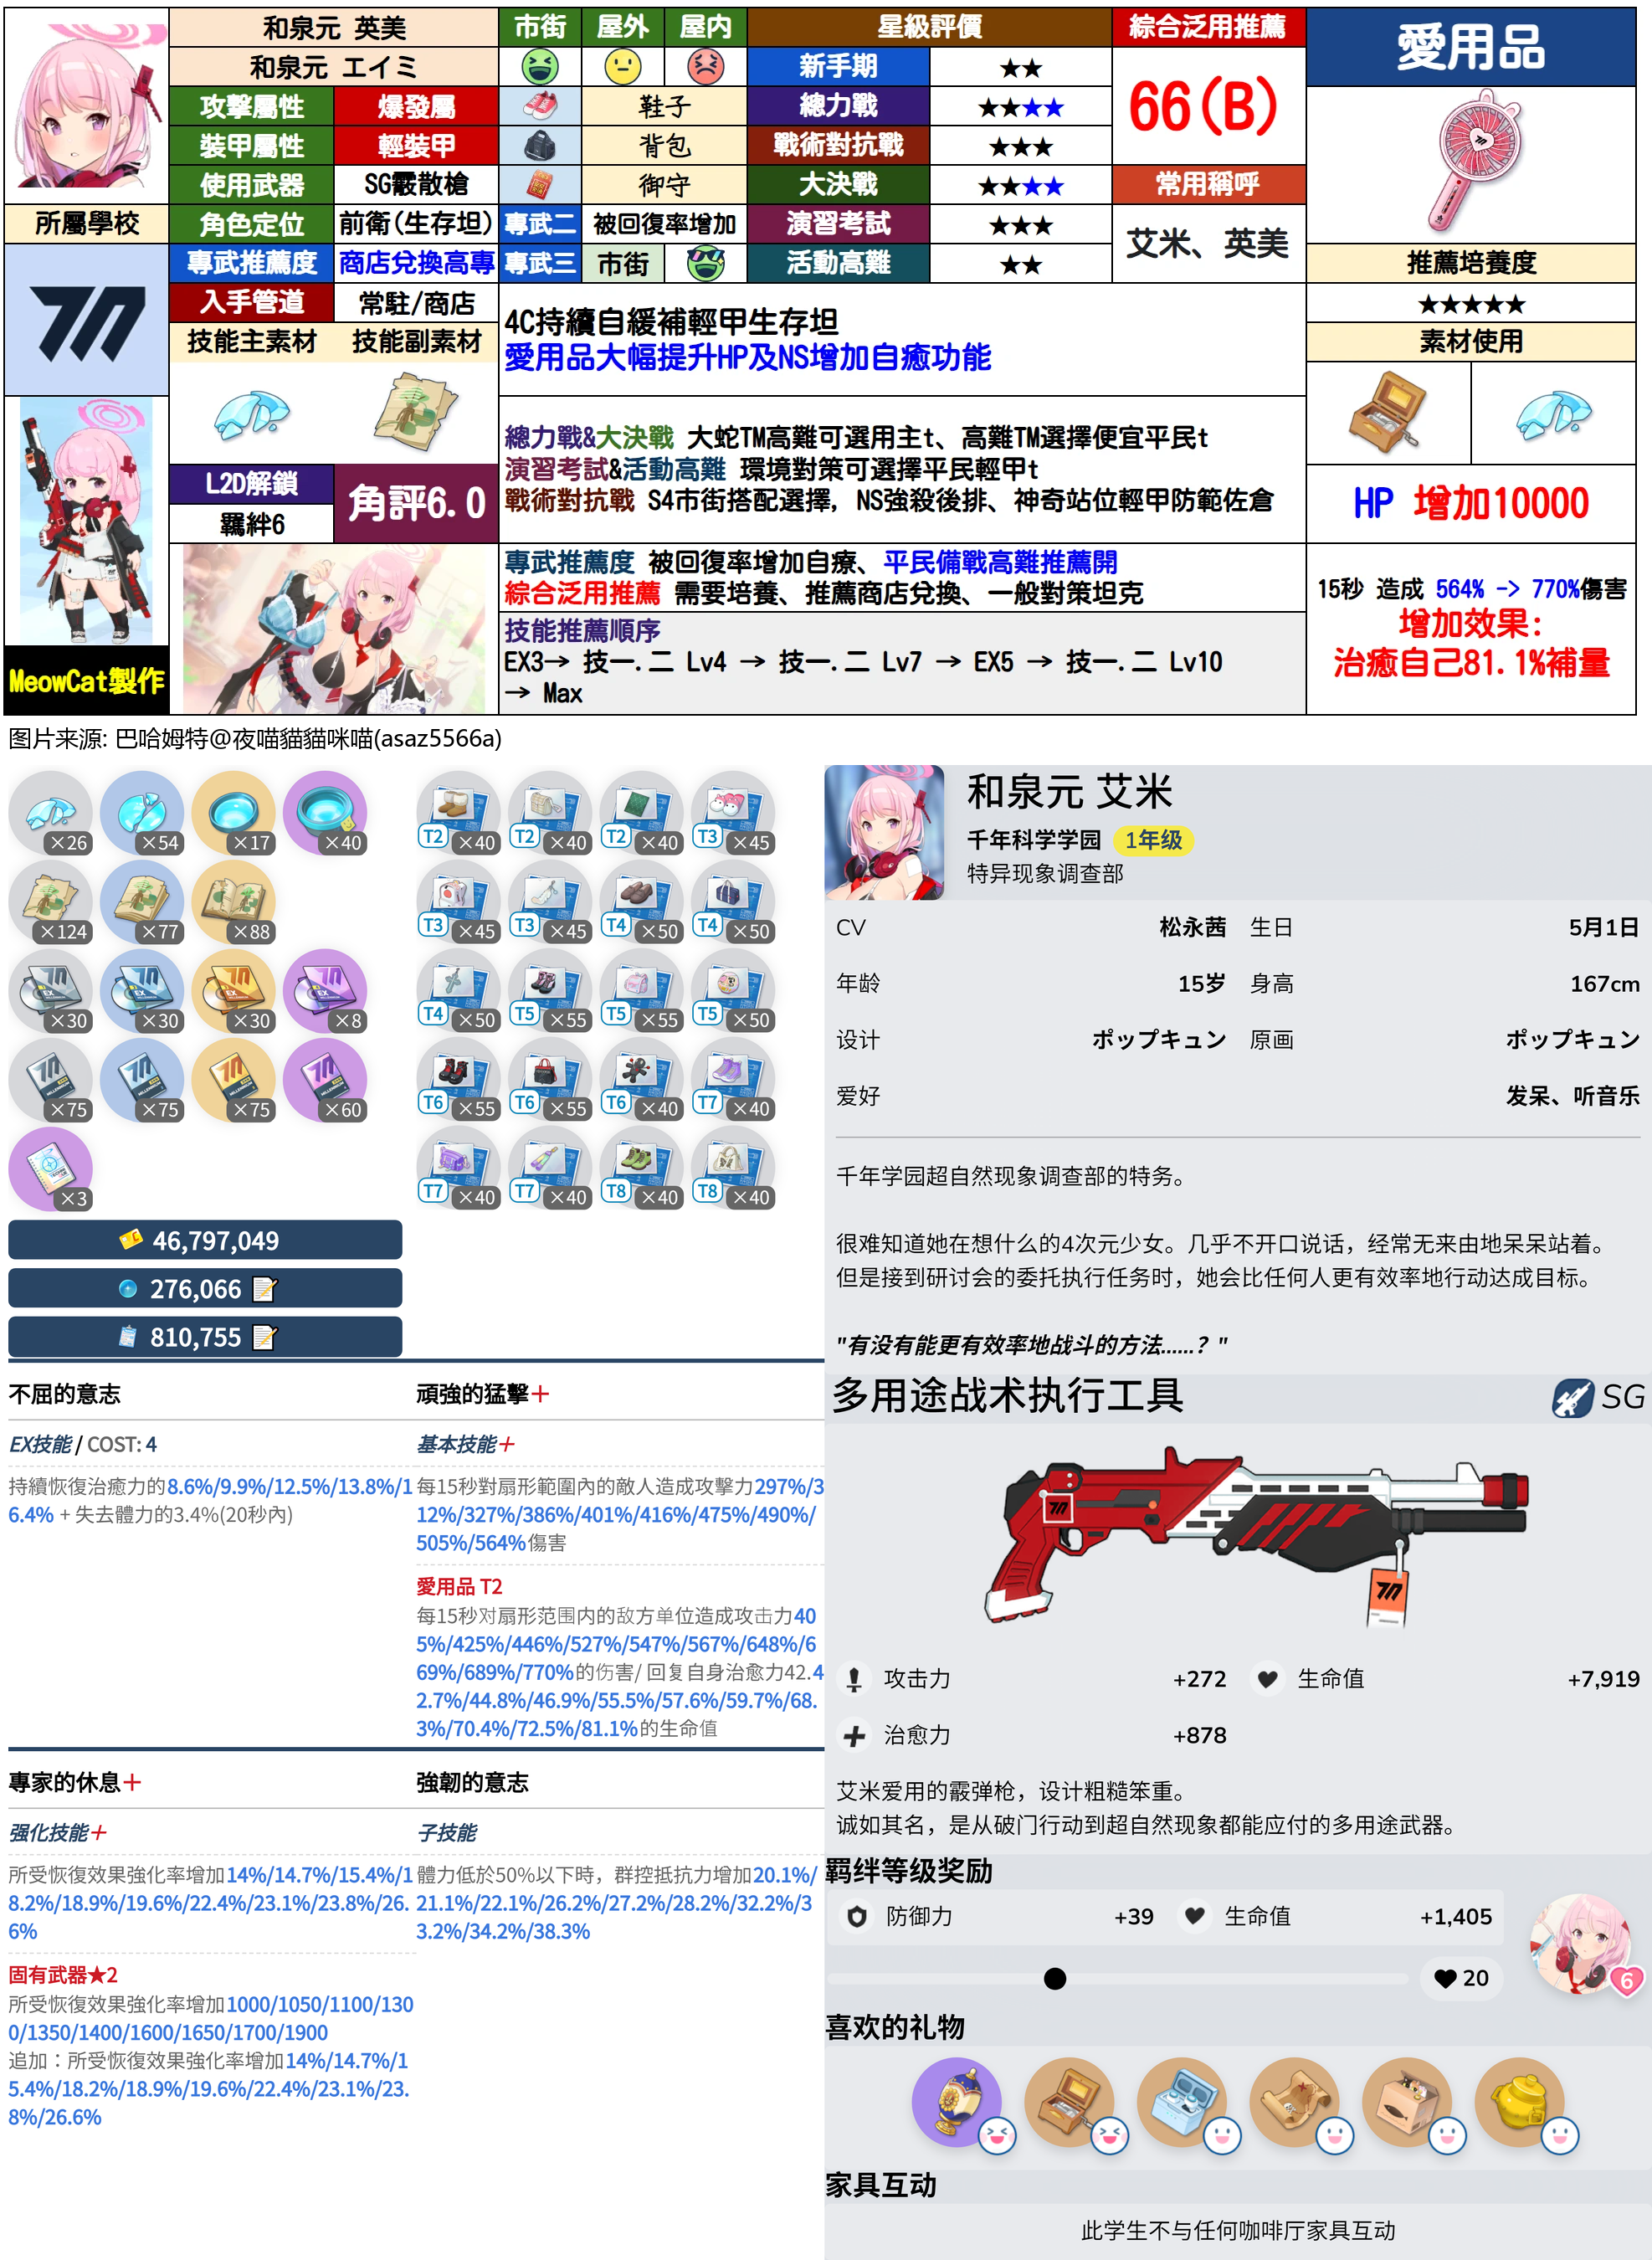 和泉元 英美
和泉元 エイミ
攻擊屬性 爆發屬
裝甲屬性 輕裝甲
使用武器 SG霰散槍
所屬學校
角色定位 前衛(生存坦)
專武推薦度 商店兌換高專
入手管道 常駐/商店
技能主素材 技能副素材
L2D解鎖
羈絆6
角評6.0
MeowCat製作
市街 屋外 屋内
鞋子
背包
御守
專武二 被回復率增加
專武三 市街
星級評價
新手期 ★★
總力戰 ★★★★
戰術對抗戰 ★★★
大決戰 ★★★★
演習考試 ★★★
活動高難 ★★
綜合泛用推薦
66(B)
常用稱呼
艾米、英美
愛用品
推薦培養度
★★★★★
素材使用
HP 增加10000
15秒 造成 564% -> 770%傷害
增加效果:
治癒自己81.1%補量
4C持續自緩補輕甲生存坦
愛用品大幅提升HP及NS增加自癒功能
總力戰&大決戰 大蛇TM高難可選用主t、高難TM選擇便宜平民t
演習考試&活動高難 環境對策可選擇平民輕甲t
戰術對抗戰 S4市街搭配選擇, NS強殺後排、神奇站位輕甲防範佐倉
專武推薦度 被回復率增加自療、平民備戰高難推薦開
綜合泛用推薦 需要培養、推薦商店兌換、一般對策坦克
技能推薦順序
EX3→ 技一.二 Lv4 → 技一.二 Lv7 → EX5 → 技一.二 Lv10
→ Max
图片来源: 巴哈姆特@夜喵貓貓咪喵(asaz5566a)
×26 ×54 ×17 ×40
×124 ×77 ×88
×30 ×30 ×30 ×8
×75 ×75 ×75 ×60
×3
46,797,049
276,066
810,755
T2 ×40 T2 ×40 T2 ×40 T3 ×45
T3 ×45 T3 ×45 T4 ×50 T4 ×50
T4 ×50 T5 ×55 T5 ×55 T5 ×50
T6 ×55 T6 ×55 T6 ×40 T7 ×40
T7 ×40 T7 ×40 T8 ×40 T8 ×40
不屈的意志
EX技能 / COST: 4
持續恢復治癒力的8.6%/9.9%/12.5%/13.8%/1
6.4% + 失去體力的3.4%(20秒內)
頑強的猛擊+
基本技能+
每15秒對扇形範圍內的敵人造成攻擊力297%/3
12%/327%/386%/401%/416%/475%/490%/
505%/564%傷害
愛用品 T2
每15秒对扇形范围内的敌方单位造成攻击力40
5%/425%/446%/527%/547%/567%/648%/6
69%/689%/770%的伤害/ 回复自身治愈力42.4
2.7%/44.8%/46.9%/55.5%/57.6%/59.7%/68.
3%/70.4%/72.5%/81.1%的生命值
專家的休息+
强化技能+
所受恢復效果強化率增加14%/14.7%/15.4%/1
8.2%/18.9%/19.6%/22.4%/23.1%/23.8%/26.
6%
固有武器★2
所受恢復效果強化率增加1000/1050/1100/130
0/1350/1400/1600/1650/1700/1900
追加：所受恢復效果強化率增加14%/14.7%/1
5.4%/18.2%/18.9%/19.6%/22.4%/23.1%/23.
8%/26.6%
強韌的意志
子技能
體力低於50%以下時，群控抵抗力增加20.1%/
21.1%/22.1%/26.2%/27.2%/28.2%/32.2%/3
3.2%/34.2%/38.3%
和泉元 艾米
千年科学学园 1年级
特异现象调查部
CV 松永茜 生日 5月1日
年龄 15岁 身高 167cm
设计 ポップキュン 原画 ポップキュン
爱好 发呆、听音乐
千年学园超自然现象调查部的特务。
很难知道她在想什么的4次元少女。几乎不开口说话，经常无来由地呆呆站着。
但是接到研讨会的委托执行任务时，她会比任何人更有效率地行动达成目标。
"有没有能更有效率地战斗的方法......？"
多用途战术执行工具 SG
攻击力 +272 生命值 +7,919
治愈力 +878
艾米爱用的霰弹枪，设计粗糙笨重。
诚如其名，是从破门行动到超自然现象都能应付的多用途武器。
羁绊等级奖励
防御力 +39 生命值 +1,405
20
6
喜欢的礼物
家具互动
此学生不与任何咖啡厅家具互动